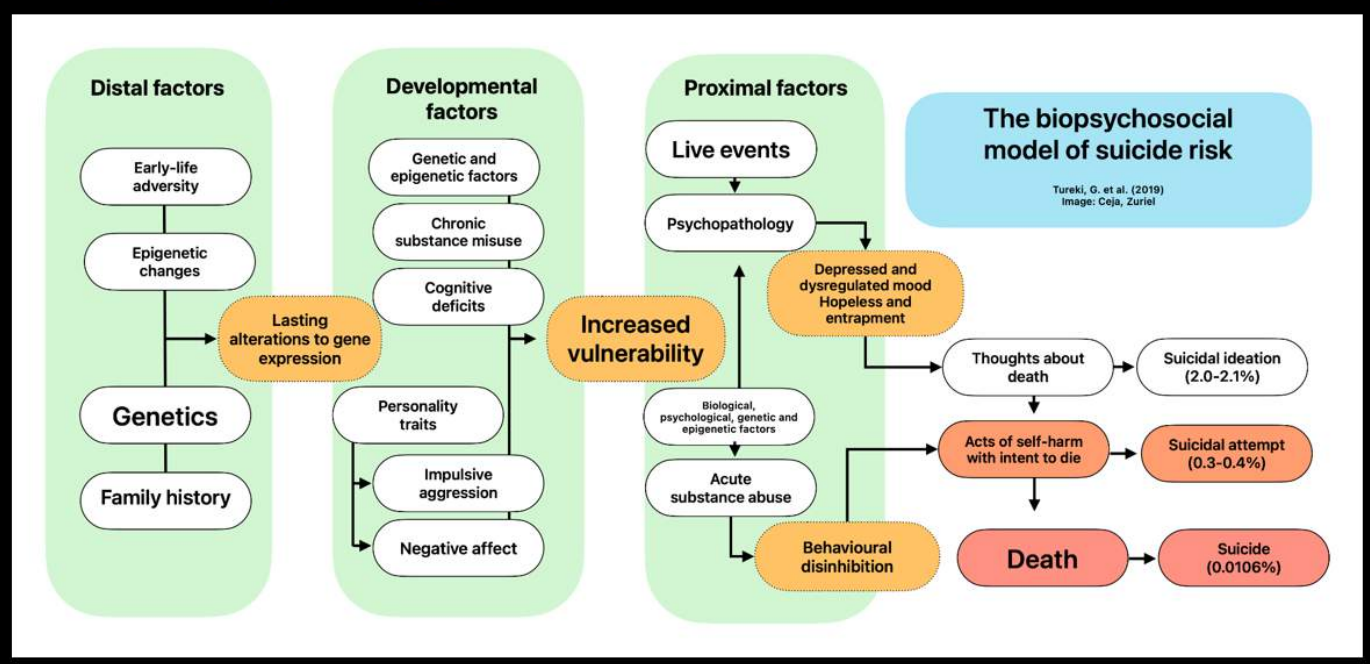 Distal factors
Early-life
adversity
Epigenetic
changes
Lasting
alterations to gene
expression
Genetics
Family history
Developmental
factors
Genetic and
epigenetic factors
Chronic
substance misuse
Cognitive
deficits
Increased
vulnerability
Personality
traits
Impulsive
aggression
Negative affect
Proximal factors
Live events
Psychopathology
Depressed and
dysregulated mood
Hopeless and
entrapment
Biological,
psychological, genetic and
epigenetic factors
Acute
substance abuse
Behavioural
disinhibition
The biopsychosocial
model of suicide risk
Tureki, G. et al. (2019)
Image: Ceja, Zuriel
Thoughts about
death
Suicidal ideation
(2.0-2.1%)
Acts of self-harm
with intent to die
Suicidal attempt
(0.3-0.4%)
Death
Suicide
(0.0106%)